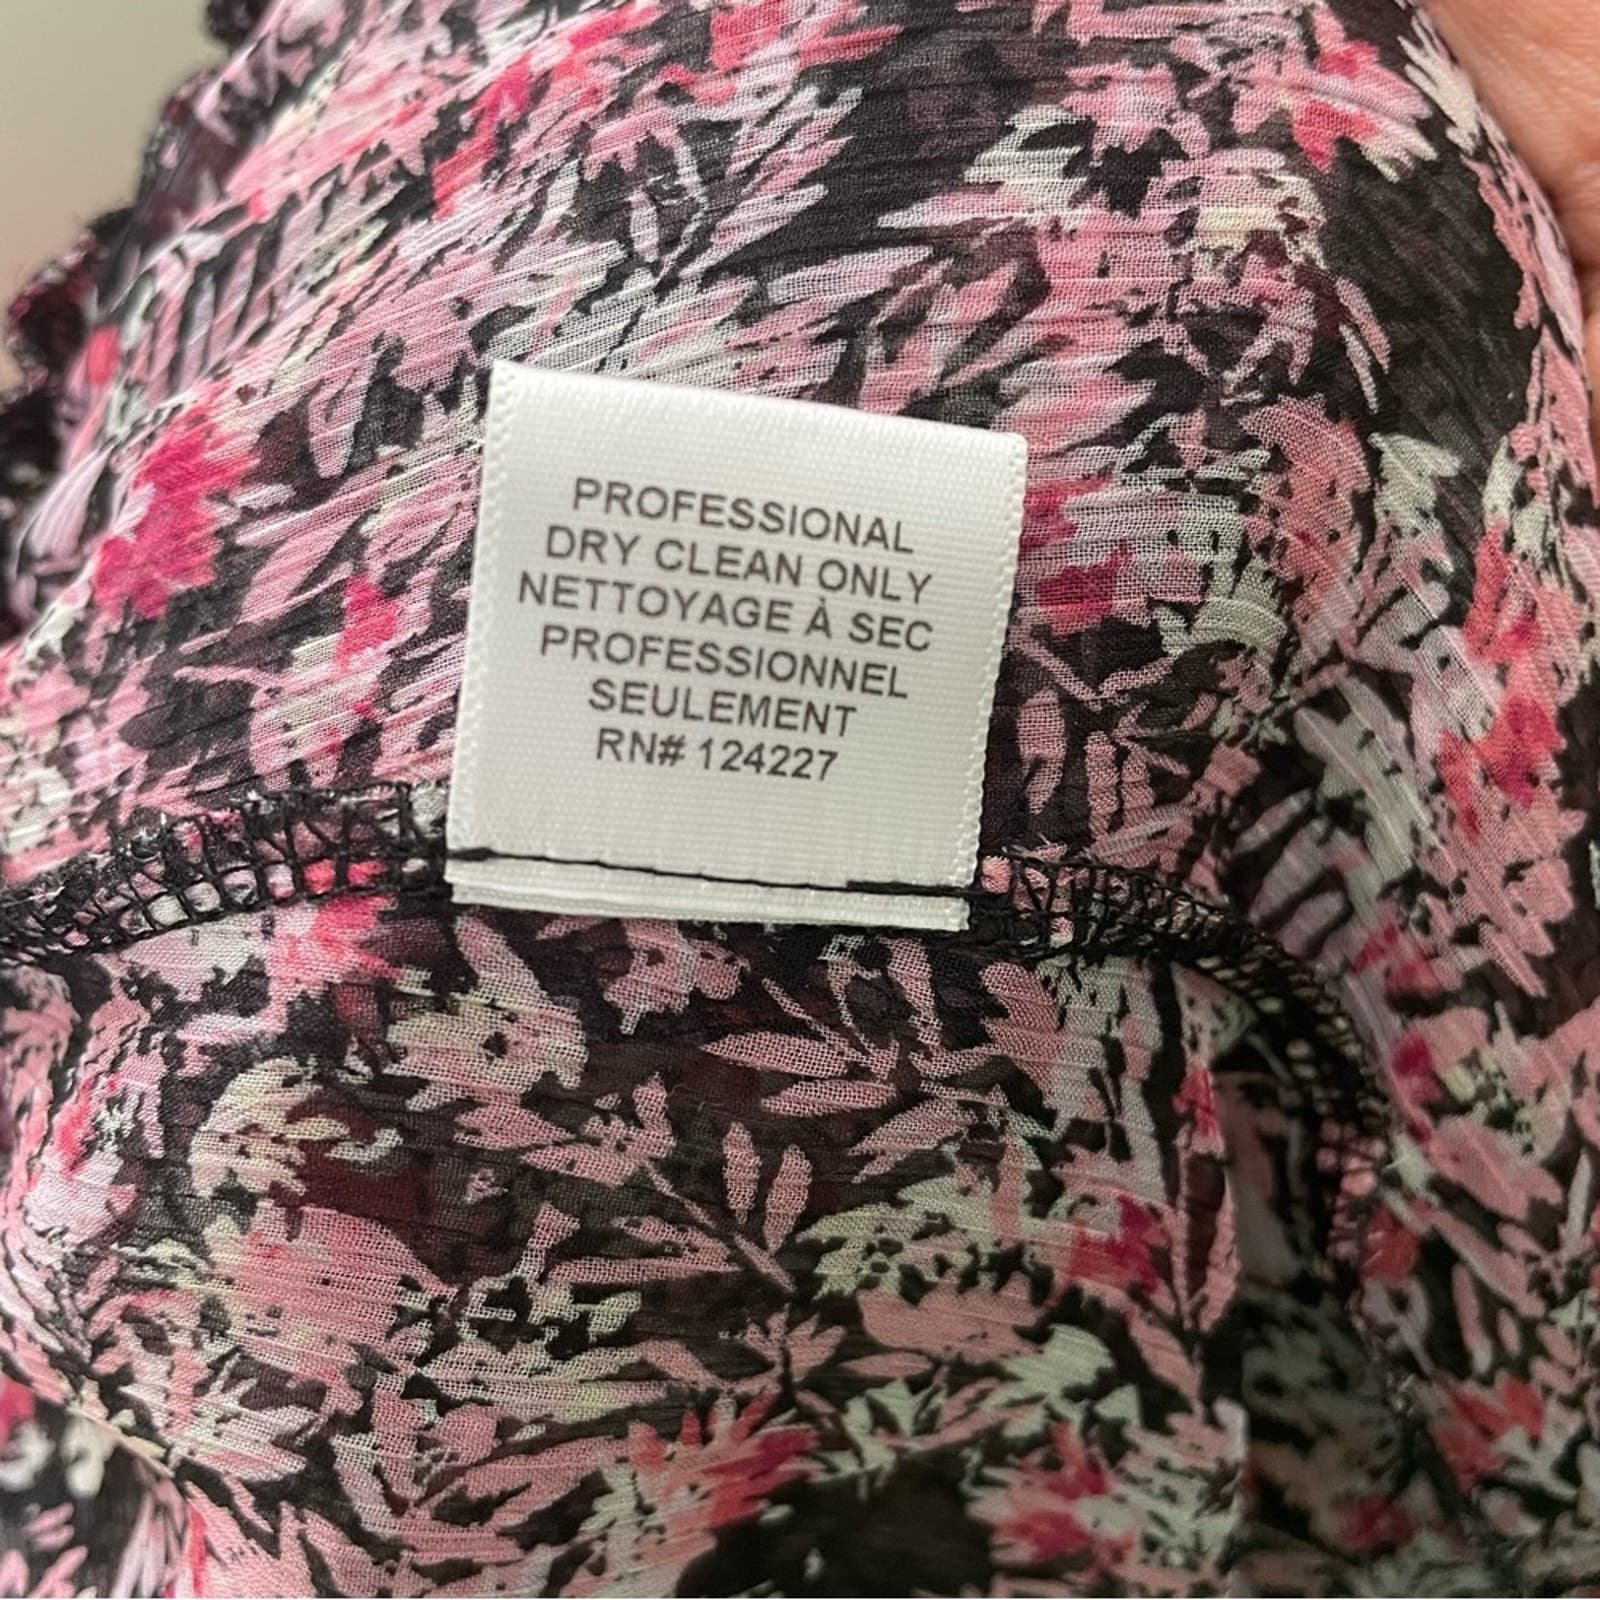 PROFESSIONAL
DRY CLEAN ONLY
NETTOYAGE À SEC
PROFESSIONNEL
SEULEMENT
RN# 124227